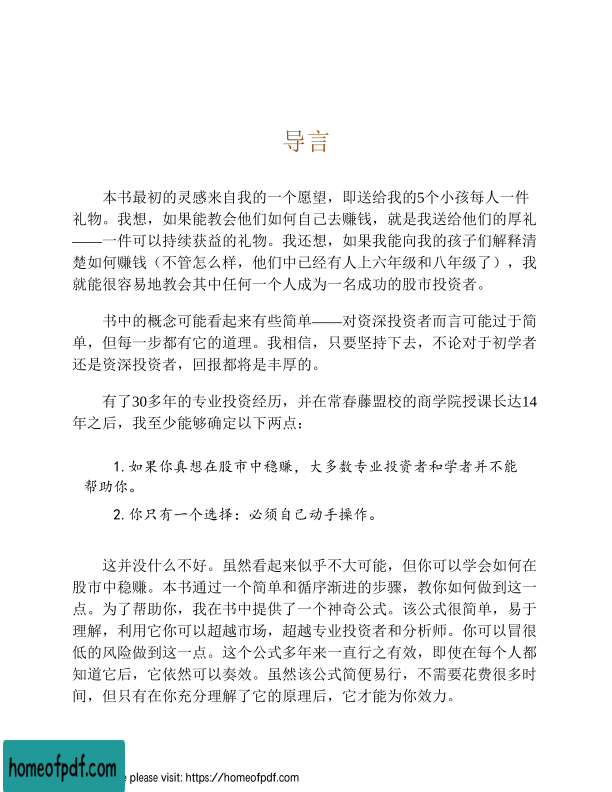 导言
本书最初的灵感来自我的一个愿望，即送给我的5个小孩每人一件
礼物。我想，如果能教会他们如何自己去赚钱，就是我送给他们的厚礼
——一件可以持续获益的礼物。我还想，如果我能向我的孩子们解释清
楚如何赚钱（不管怎么样，他们中已经有人上六年级和八年级了），我
就能很容易地教会其中任何一个人成为一名成功的股市投资者。
书中的概念可能看起来有些简单——对资深投资者而言可能过于简
单，但每一步都有它的道理。我相信，只要坚持下去，不论对于初学者
还是资深投资者，回报都将是丰厚的。
有了30多年的专业投资经历，并在常春藤盟校的商学院授课长达14
年之后，我至少能够确定以下两点：
1.如果你真想在股市中稳赚，大多数专业投资者和学者并不能
帮助你。
2.你只有一个选择：必须自己动手操作。
这并没什么不好。虽然看起来似乎不大可能，但你可以学会如何在
股市中稳赚。本书通过一个简单和循序渐进的步骤，教你如何做到这一
点。为了帮助你，我在书中提供了一个神奇公式。该公式很简单，易于
理解，利用它你可以超越市场，超越专业投资者和分析师。你可以冒很
低的风险做到这一点。这个公式多年来一直行之有效，即使在每个人都
知道它后，它依然可以奏效。虽然该公式简便易行，不需要花费很多时
间，但只有在你充分理解了它的原理后，它才能为你效力。
homeofpdf.com
e please visit: https://homeofpdf.com